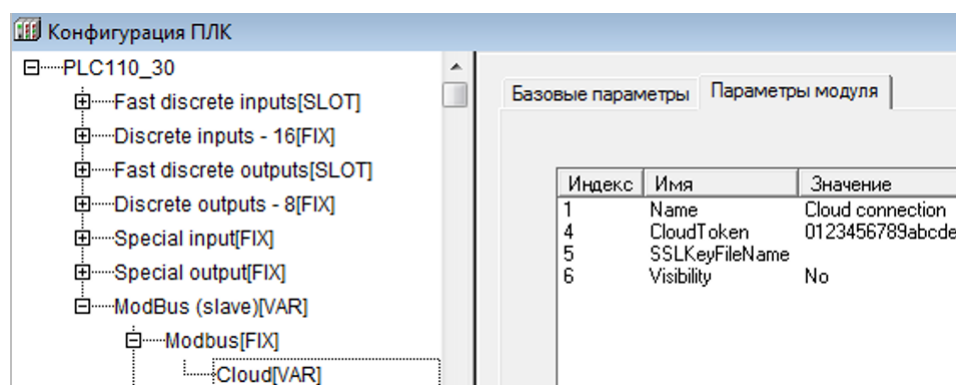 Конфигурация ПЛК
PLC110_30
Fast discrete inputs[SLOT]
Discrete inputs - 16[FIX]
Fast discrete outputs[SLOT]
Discrete outputs - 8[FIX]
Special input[FIX]
Special output[FIX]
ModBus (slave)[VAR]
Modbus[FIX]
Cloud[VAR]
Базовые параметры Параметры модуля
Индекс Имя Значение
1 Name Cloud connection
4 CloudToken 0123456789abcde
5 SSLKeyFileName
6 Visibility No